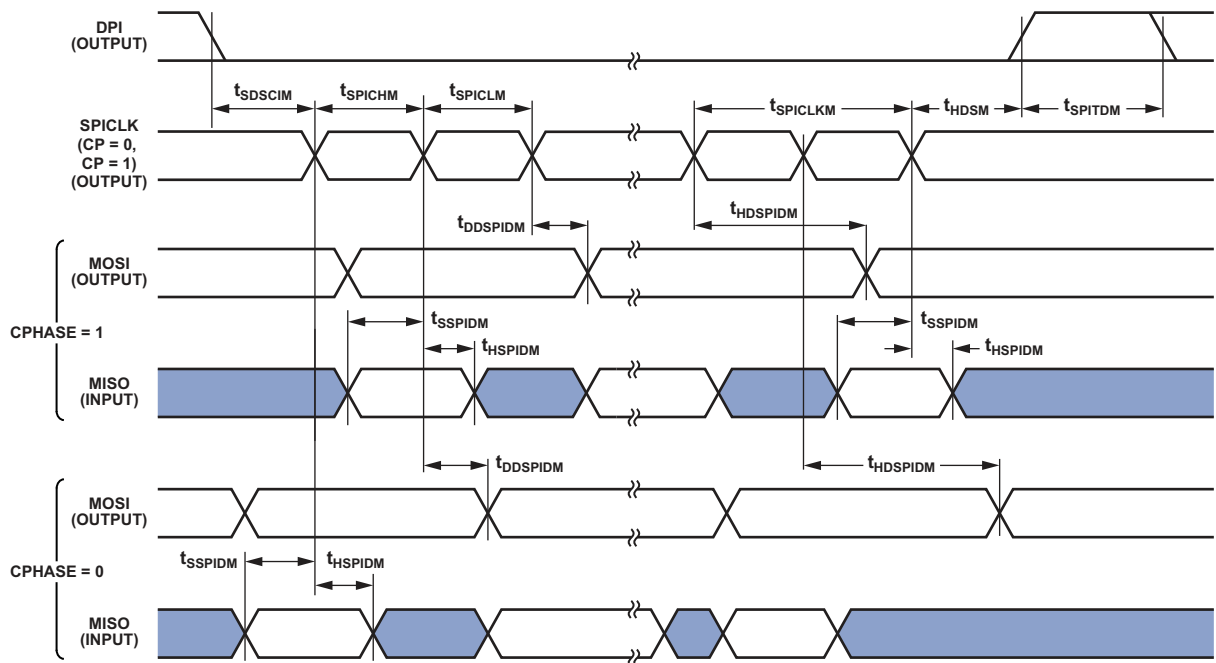 DPI
(OUTPUT)
tSDSCIM
tSPICHM
tSPICLM
tSPICLKM
tHDSM
tSPITDM
SPICLK
(CP = 0,
CP = 1)
(OUTPUT)
tDDSPIDM
tHDSPIDM
CPHASE = 1
MOSI
(OUTPUT)
tSSPIDM
tSSPIDM
tHSPIDM
tHSPIDM
MISO
(INPUT)
tDDSPIDM
tHDSPIDM
CPHASE = 0
MOSI
(OUTPUT)
tSSPIDM
tHSPIDM
MISO
(INPUT)